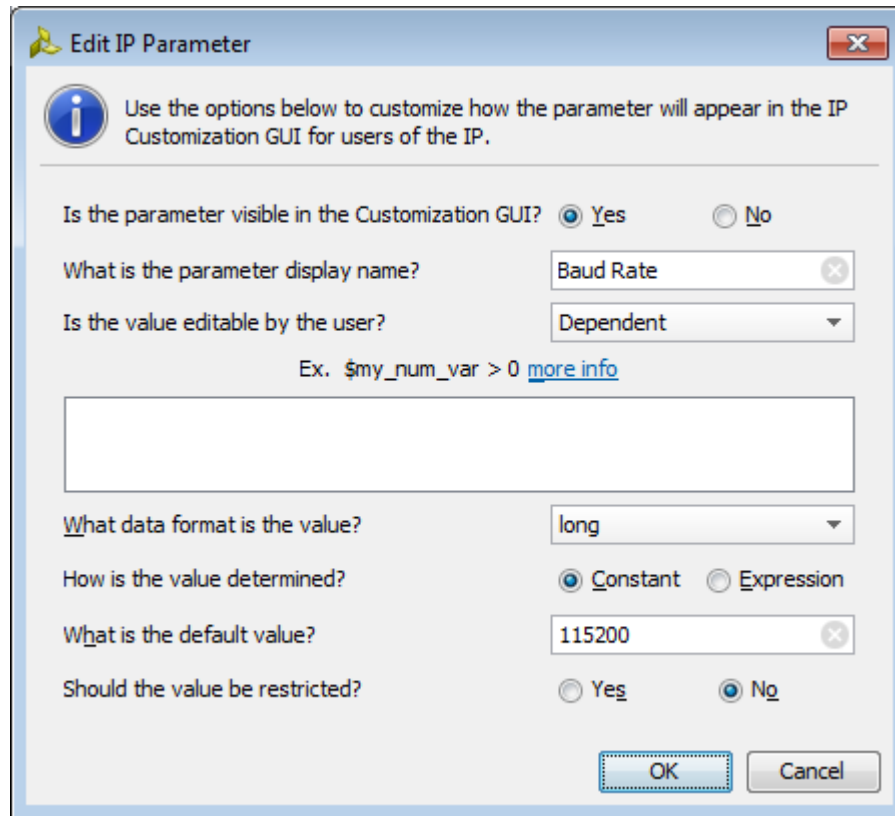 Edit IP Parameter
Use the options below to customize how the parameter will appear in the IP
Customization GUI for users of the IP.
Is the parameter visible in the Customization GUI? Yes No
What is the parameter display name? Baud Rate
Is the value editable by the user? Dependent
Ex. $my_num_var > 0 more info
What data format is the value? long
How is the value determined? Constant Expression
What is the default value? 115200
Should the value be restricted? Yes No
OK Cancel